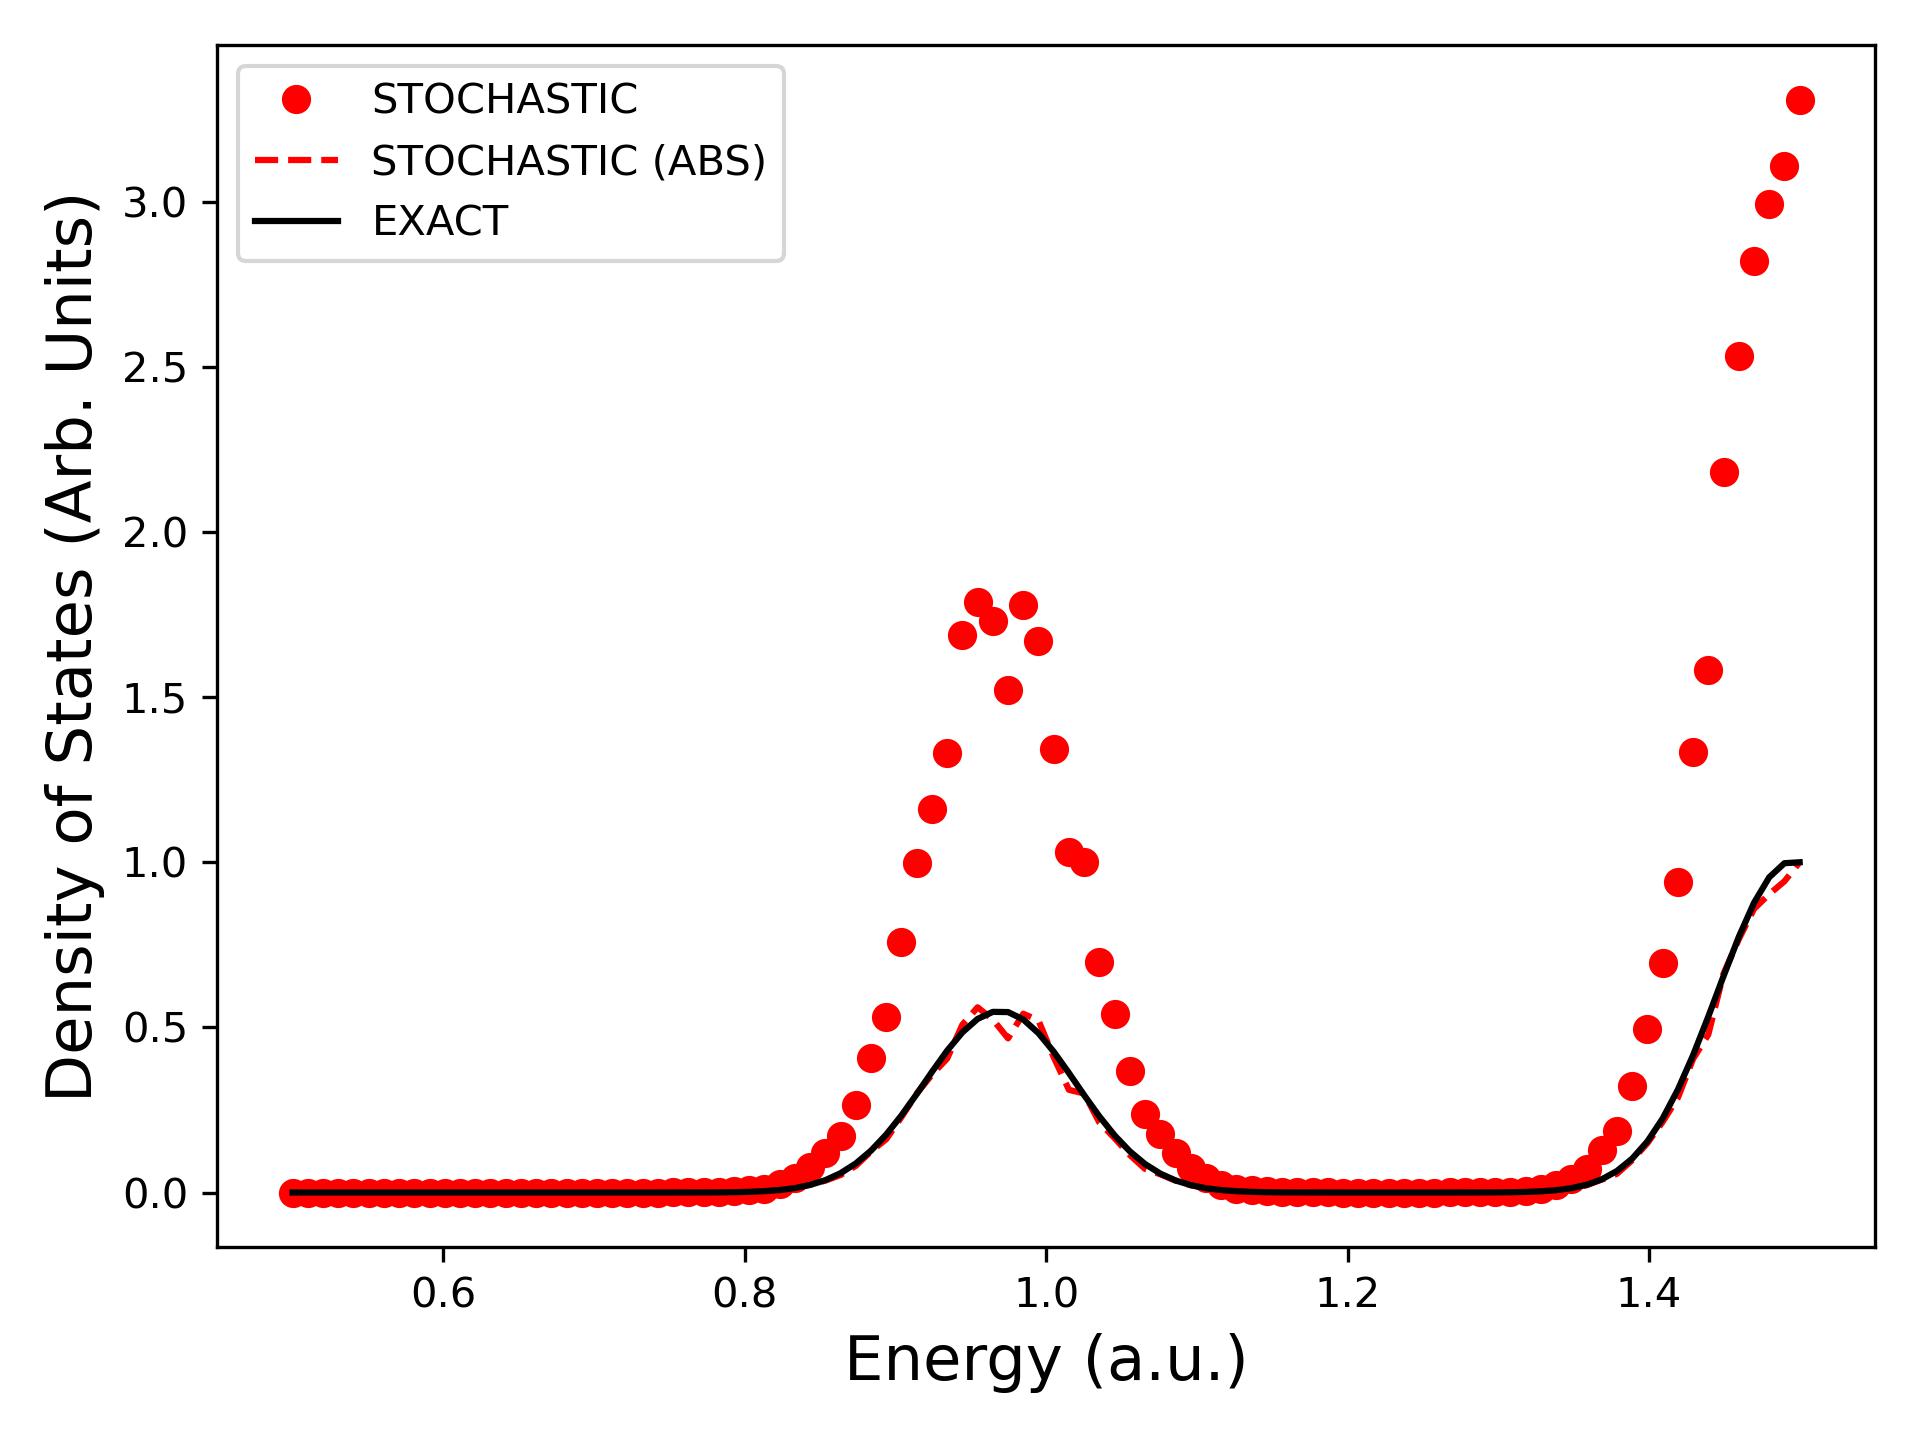 STOCHASTIC
STOCHASTIC (ABS)
EXACT
Density of States (Arb. Units)
3.0
2.5
2.0
1.5
1.0
0.5
0.0
0.6 0.8 1.0 1.2 1.4
Energy (a.u.)